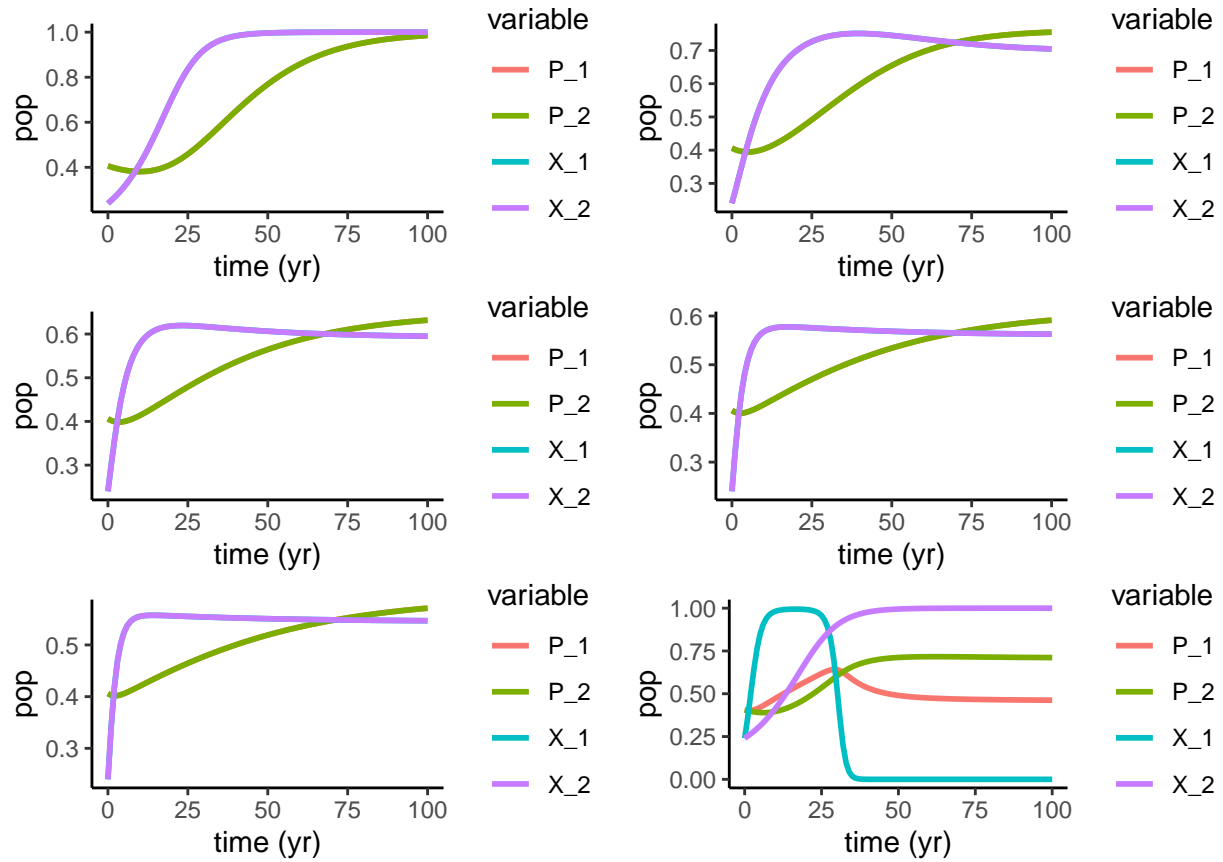 variable
pop
1.0
0.8
0.6
0.4
P_1
P_2
X_1
X_2
0 25 50 75 100
time (yr)
variable
pop
0.7
0.6
0.5
0.4
0.3
P_1
P_2
X_1
X_2
0 25 50 75 100
time (yr)
variable
pop
0.6
0.5
0.4
0.3
P_1
P_2
X_1
X_2
0 25 50 75 100
time (yr)
variable
pop
0.6
0.5
0.4
0.3
P_1
P_2
X_1
X_2
0 25 50 75 100
time (yr)
variable
pop
0.5
0.4
0.3
P_1
P_2
X_1
X_2
0 25 50 75 100
time (yr)
variable
pop
1.00
0.75
0.50
0.25
0.00
P_1
P_2
X_1
X_2
0 25 50 75 100
time (yr)